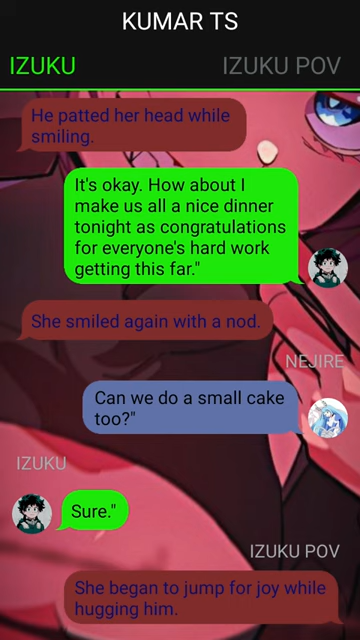 KUMAR TS
IZUKU
IZUKU POV
He patted her head while
smiling.
It's okay. How about I
make us all a nice dinner
tonight as congratulations
for everyone's hard work
getting this far."
She smiled again with a nod.
NEJIRE
Can we do a small cake
too?"
IZUKU
Sure."
IZUKU POV
She began to jump for joy while
hugging him.